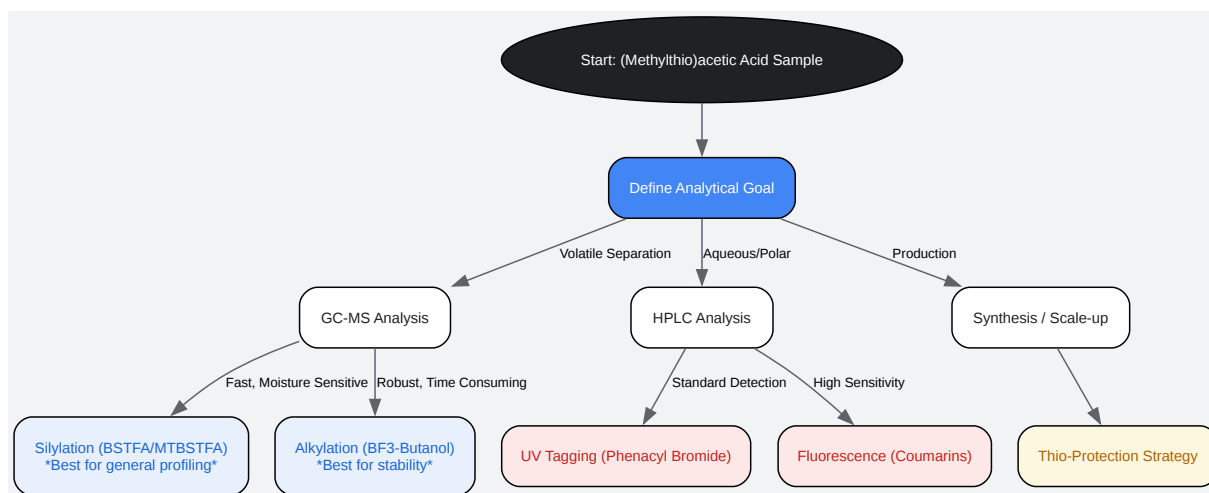 Start: (Methylthio)acetic Acid Sample
Define Analytical Goal
Volatile Separation
Aqueous/Polar
Production
GC-MS Analysis
HPLC Analysis
Synthesis / Scale-up
Fast, Moisture Sensitive
Robust, Time Consuming
Standard Detection
High Sensitivity
Silylation (BSTFA/MTBSTFA)
*Best for general profiling*
Alkylation (BF3-Butanol)
*Best for stability*
UV Tagging (Phenacyl Bromide)
Fluorescence (Coumarins)
Thio-Protection Strategy